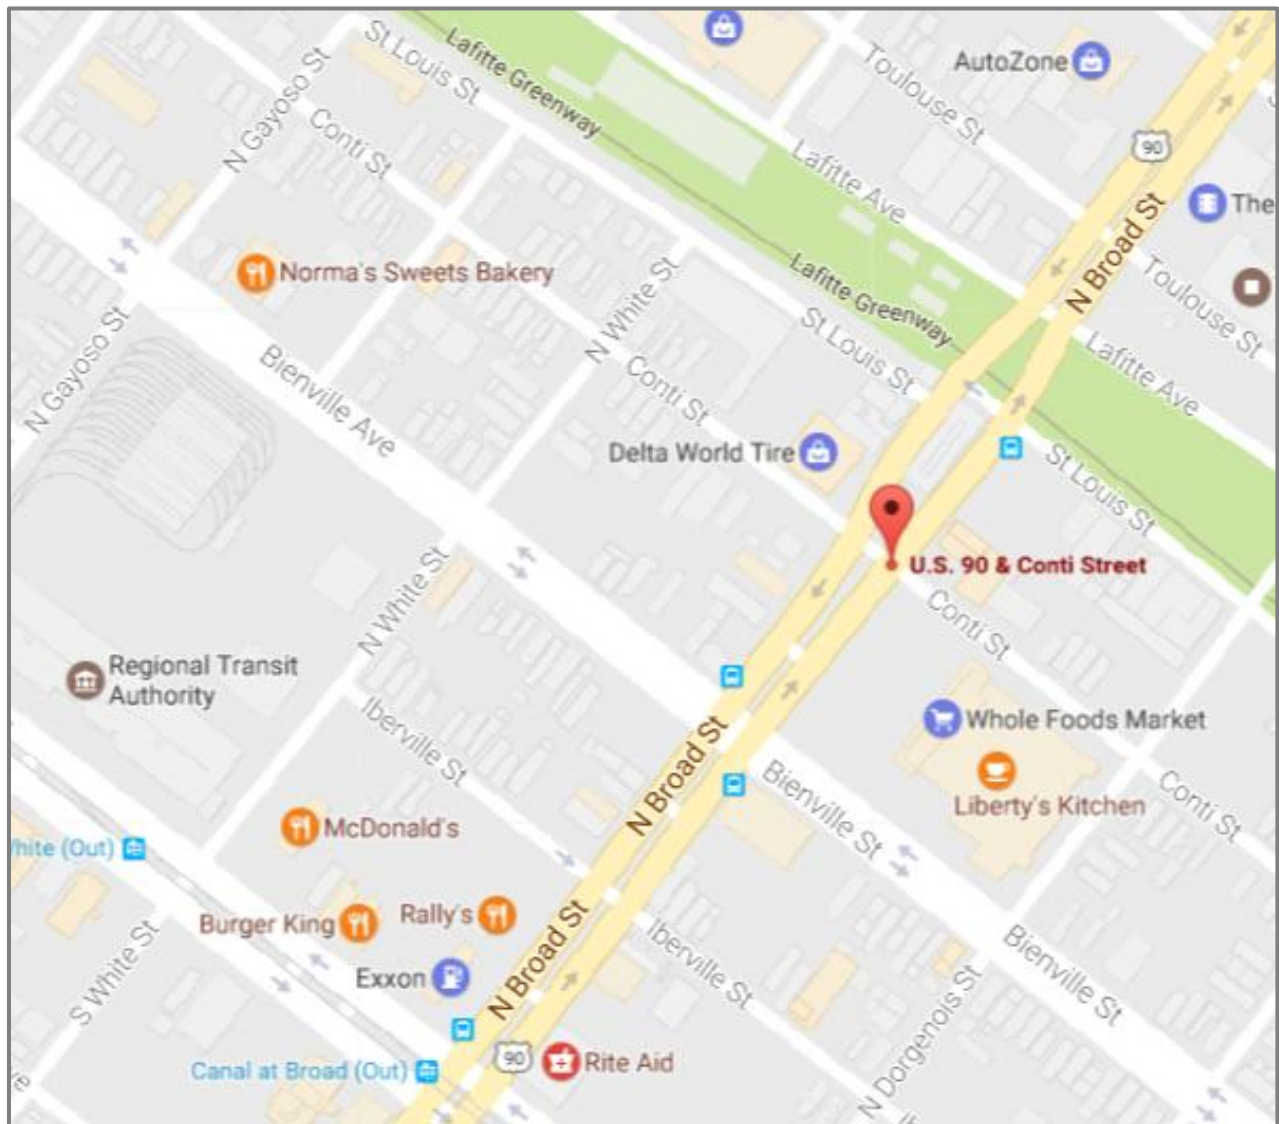 St Louis St
Lafitte Greenway
Toulouse St
AutoZone
N Gayoso St
Conti St
Lafitte Ave
90
N Broad St
The
Norma's Sweets Bakery
N White St
Lafitte Greenway
St Louis St
Toulouse St
Lafitte Ave
N Gayoso St
Bienville Ave
Conti St
Delta World Tire
St Louis St
U.S. 90 & Conti Street
N White St
Conti St
Regional Transit
Authority
Iberville St
N Broad St
Whole Foods Market
Liberty's Kitchen
Bienville St
Conti St
McDonald's
hite (Out)
Burger King
Rally's
N Broad St
Iberville St
Bienville St
Exxon
S White St
N Dorgenois St
90
Rite Aid
Canal at Broad (Out)